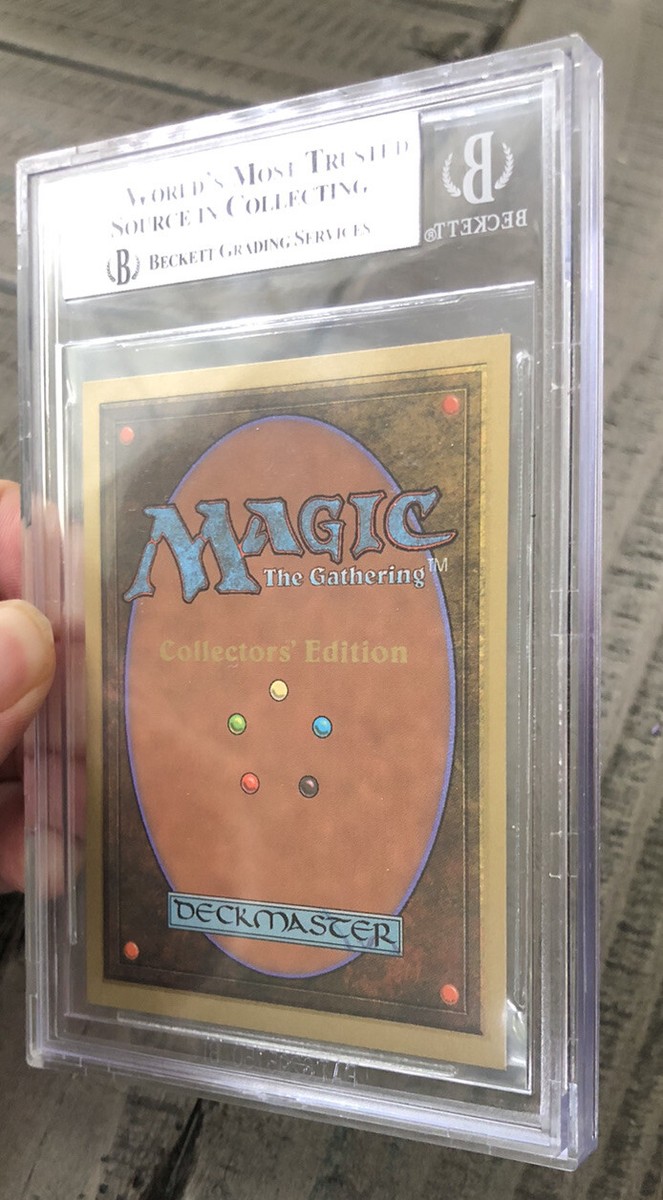 WORLD'S MOST TRUSTED
SOURCE IN COLLECTING
B BECKETT GRADING SERVICES
B
BECKETT®
MAGIC
The Gathering™
Collectors' Edition
DECKMASTER